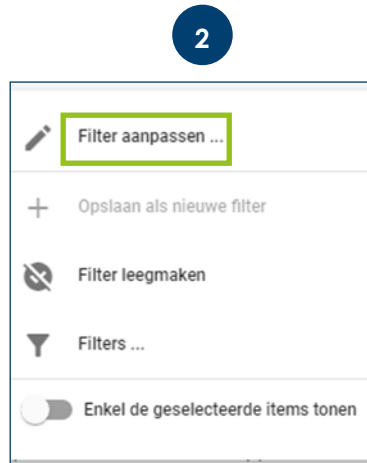 2
Filter aanpassen ...
Opslaan als nieuwe filter
Filter leegmaken
Filters ...
Enkel de geselecteerde items tonen